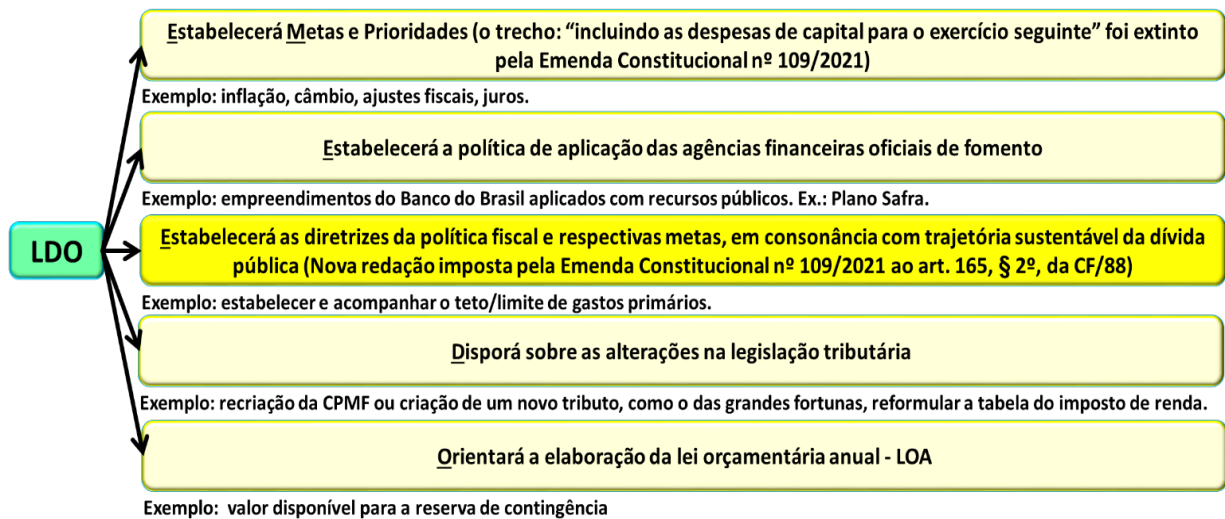 Estabelecerá Metas e Prioridades (o trecho: “incluindo as despesas de capital para o exercício seguinte” foi extinto
pela Emenda Constitucional nº 109/2021)
Exemplo: inflação, câmbio, ajustes fiscais, juros.
Estabelecerá a política de aplicação das agências financeiras oficiais de fomento
Exemplo: empreendimentos do Banco do Brasil aplicados com recursos públicos. Ex.: Plano Safra.
LDO
Estabelecerá as diretrizes da política fiscal e respectivas metas, em consonância com trajetória sustentável da dívida
pública (Nova redação imposta pela Emenda Constitucional nº 109/2021 ao art. 165, § 2º, da CF/88)
Exemplo: estabelecer e acompanhar o teto/limite de gastos primários.
Disporá sobre as alterações na legislação tributária
Exemplo: recriação da CPMF ou criação de um novo tributo, como o das grandes fortunas, reformular a tabela do imposto de renda.
Orientará a elaboração da lei orçamentária anual - LOA
Exemplo: valor disponível para a reserva de contingência